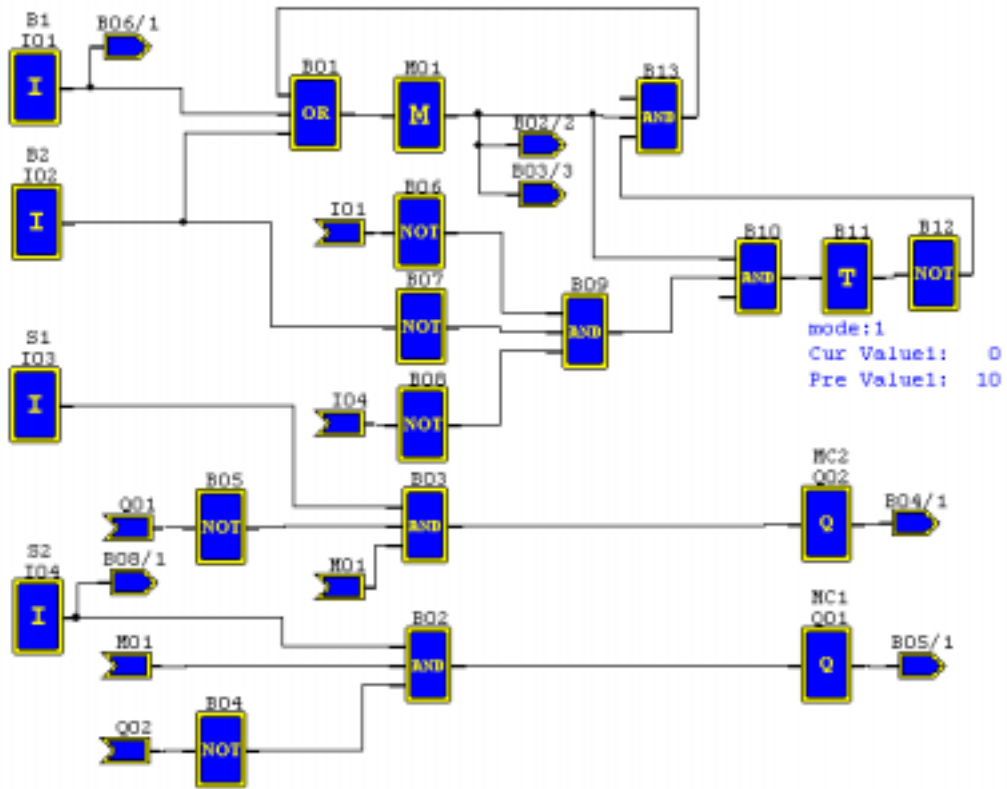 B1
I01
I
B06/1
B01
OR
M01
M
B13
AND
B02/2
B03/3
B2
I02
I
I01
B06
NOT
B07
NOT
B09
AND
B10
AND
B11
T
B12
NOT
mode:1
Cur Value1: 0
Pre Value1: 10
S1
I03
I
I04
B08
NOT
Q01
B05
NOT
B03
AND
M01
MC2
Q02
Q
B04/1
S2
I04
I
B08/1
M01
B02
AND
MC1
Q01
Q
B05/1
Q02
B04
NOT